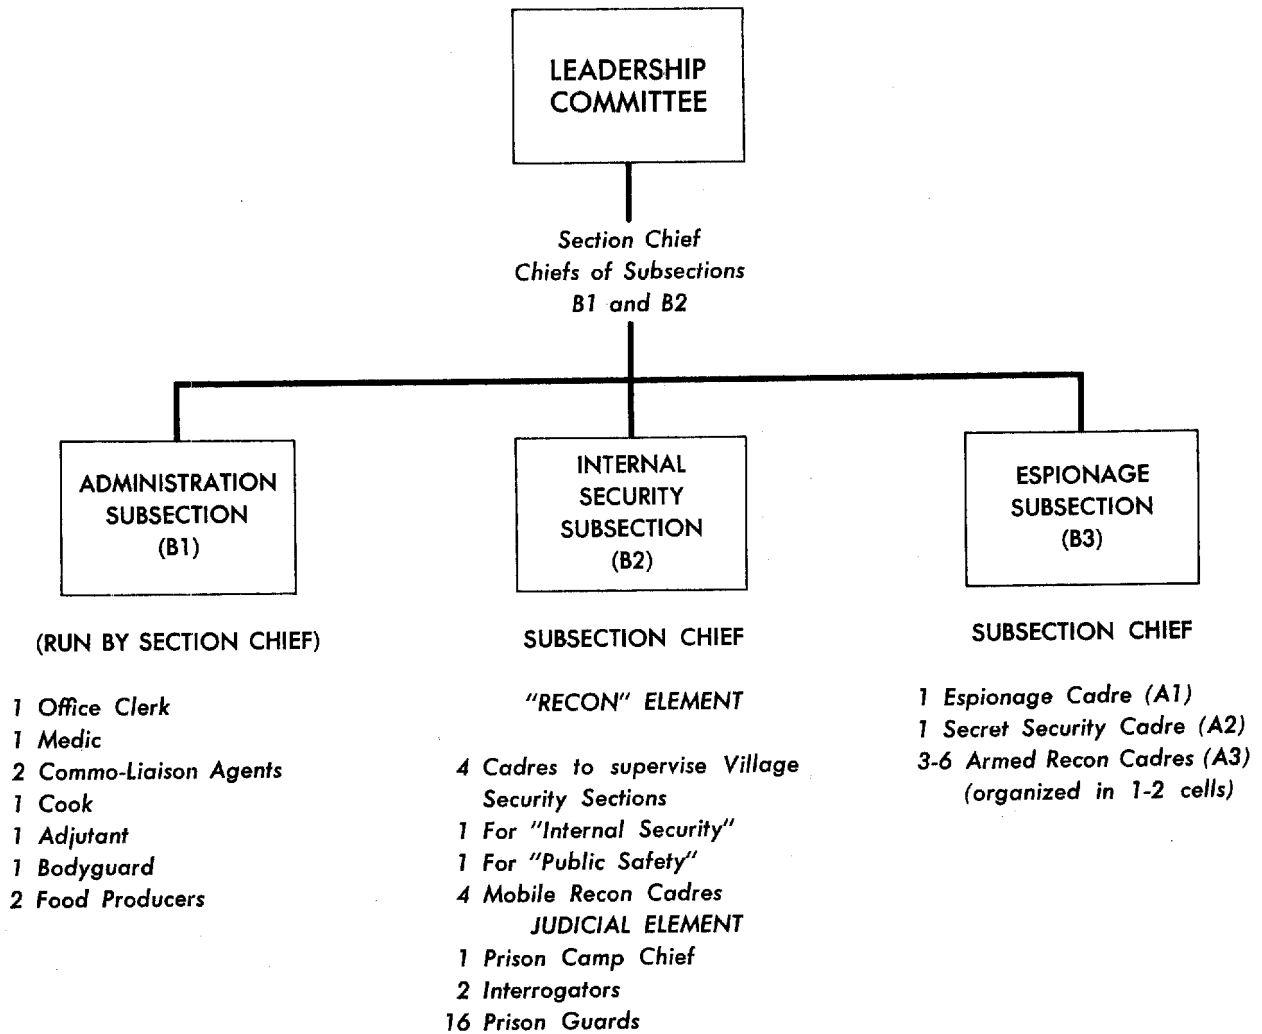 LEADERSHIP
COMMITTEE
Section Chief
Chiefs of Subsections
B1 and B2
ADMINISTRATION
SUBSECTION
(B1)
(RUN BY SECTION CHIEF)
1 Office Clerk
1 Medic
2 Commo-Liaison Agents
1 Cook
1 Adjutant
1 Bodyguard
2 Food Producers
INTERNAL
SECURITY
SUBSECTION
(B2)
SUBSECTION CHIEF
"RECON" ELEMENT
4 Cadres to supervise Village
Security Sections
1 For "Internal Security"
1 For "Public Safety"
4 Mobile Recon Cadres
JUDICIAL ELEMENT
1 Prison Camp Chief
2 Interrogators
16 Prison Guards
ESPIONAGE
SUBSECTION
(B3)
SUBSECTION CHIEF
1 Espionage Cadre (A1)
1 Secret Security Cadre (A2)
3-6 Armed Recon Cadres (A3)
(organized in 1-2 cells)